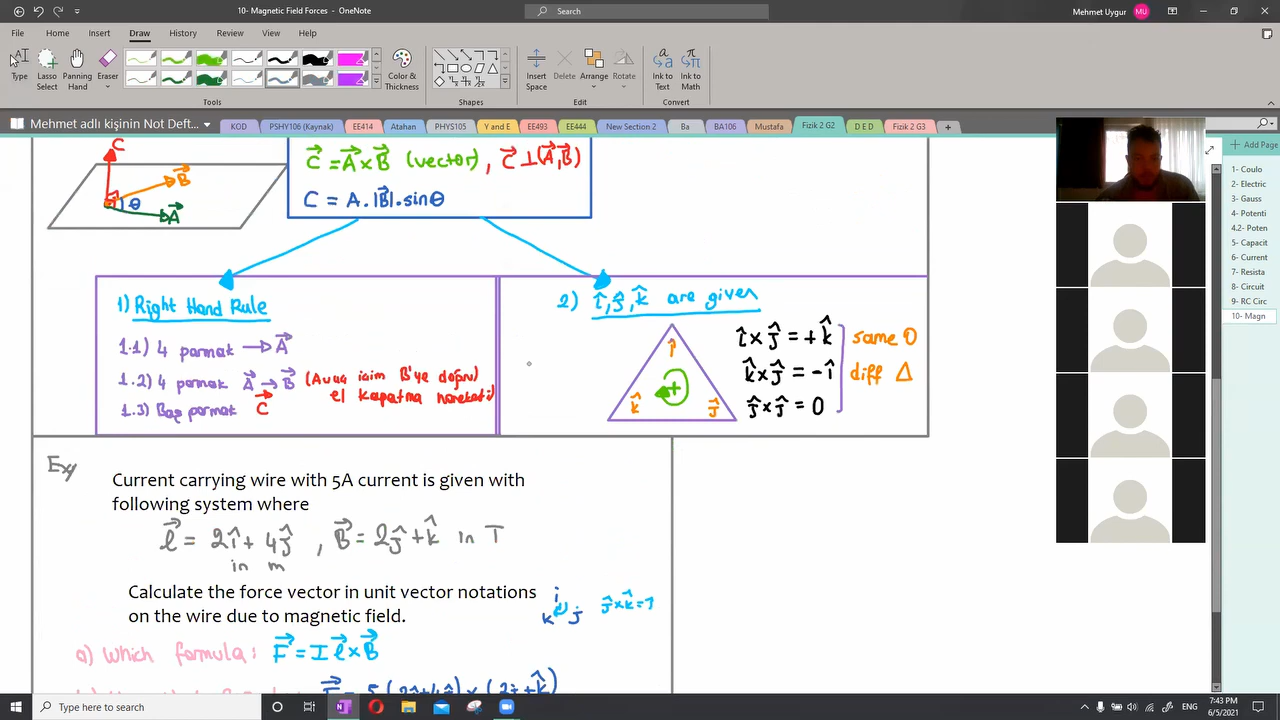 10- Magnetic Field Forces - OneNote
Search
Mehmet Uygur MU
File Home Insert Draw History Review View Help
Type
Lasso Select
Panning Hand
Eraser
Color & Thickness
Insert Space
Delete
Arrange
Rotate
Ink to Text
Ink to Math
Tools
Shapes
Edit
Convert
Mehmet adlı kişinin Not Deft...
KOD PSHY106 (Kaynak) EE414 Atahan PHYS105 Y and E EE493 EE444 New Section 2 Ba BA106 Mustafa Fizik 2 G2 D E D Fizik 2 G3 +
Add Page
1- Coulo
2- Electric
3- Gauss
4- Potenti
4.2- Poten
5- Capacit
6- Current
7- Resista
8- Circuit
9- RC Circ
10- Magn
C
B⃗
θ
A⃗
C⃗ = A⃗ x B⃗ (vector), C⃗ ⊥ (A⃗, B⃗)
C = A.|B⃗|.sinθ
1) Right Hand Rule
1.1) 4 parmak → A⃗
1.2) 4 parmak A⃗ → B⃗ (Avuç içim B'ye doğru)
el kapatma hareketi)
1.3) Baş parmak C⃗
2) î, ĵ, k̂ are given
î
k̂ + ĵ
î x ĵ = +k̂
k̂ x ĵ = -î
ĵ x ĵ = 0
same 0
diff Δ
Ex/
Current carrying wire with 5A current is given with
following system where
l⃗ = 2î + 4ĵ , B⃗ = 2ĵ + k̂ in T
in m
Calculate the force vector in unit vector notations
on the wire due to magnetic field.
i
k j
ĵ x k̂ = î
a) Which formula: F⃗ = I l⃗ x B⃗
F⃗ = 5 (2î+4ĵ) x (2ĵ + k̂)
Type here to search
ENG
7:43 PM
6/5/2021